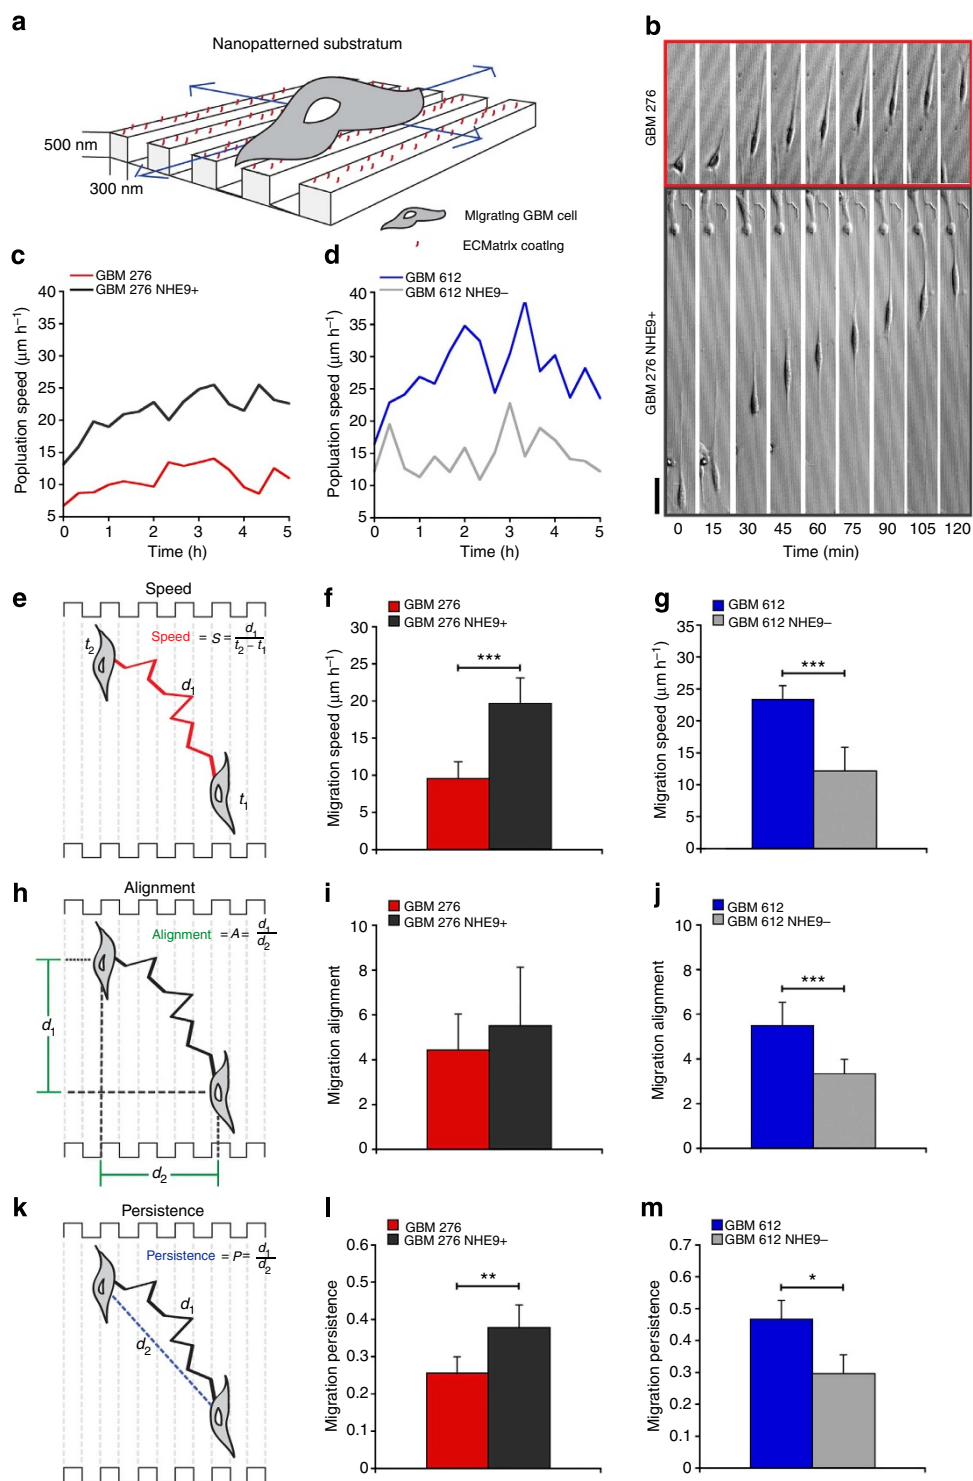 a
Nanopatterned substratum
500 nm
300 nm
Migrating GBM cell
ECMatrix coating
b
GBM 276
GBM 276 NHE9+
0 15 30 45 60 75 90 105 120
Time (min)
c
GBM 276
GBM 276 NHE9+
Popluation speed (μm h⁻¹)
40
35
30
25
20
15
10
5
0 1 2 3 4 5
Time (h)
d
GBM 612
GBM 612 NHE9–
Popluation speed (μm h⁻¹)
40
35
30
25
20
15
10
5
0 1 2 3 4 5
Time (h)
e
Speed
Speed = S = d₁ / t₂ – t₁
t₂
d₁
t₁
f
GBM 276
GBM 276 NHE9+
Migration speed (μm h⁻¹)
30
25
20
15
10
5
0
***
g
GBM 612
GBM 612 NHE9–
Migration speed (μm h⁻¹)
35
30
25
20
15
10
5
0
***
h
Alignment
Alignment = A = d₁ / d₂
d₁
d₂
i
GBM 276
GBM 276 NHE9+
Migration alignment
10
8
6
4
2
0
j
GBM 612
GBM 612 NHE9–
Migration alignment
10
8
6
4
2
0
***
k
Persistence
Persistence = P = d₁ / d₂
d₁
d₂
l
GBM 276
GBM 276 NHE9+
Migration persistence
0.6
0.5
0.4
0.3
0.2
0.1
0
**
m
GBM 612
GBM 612 NHE9–
Migration persistence
0.7
0.6
0.5
0.4
0.3
0.2
0.1
0
*